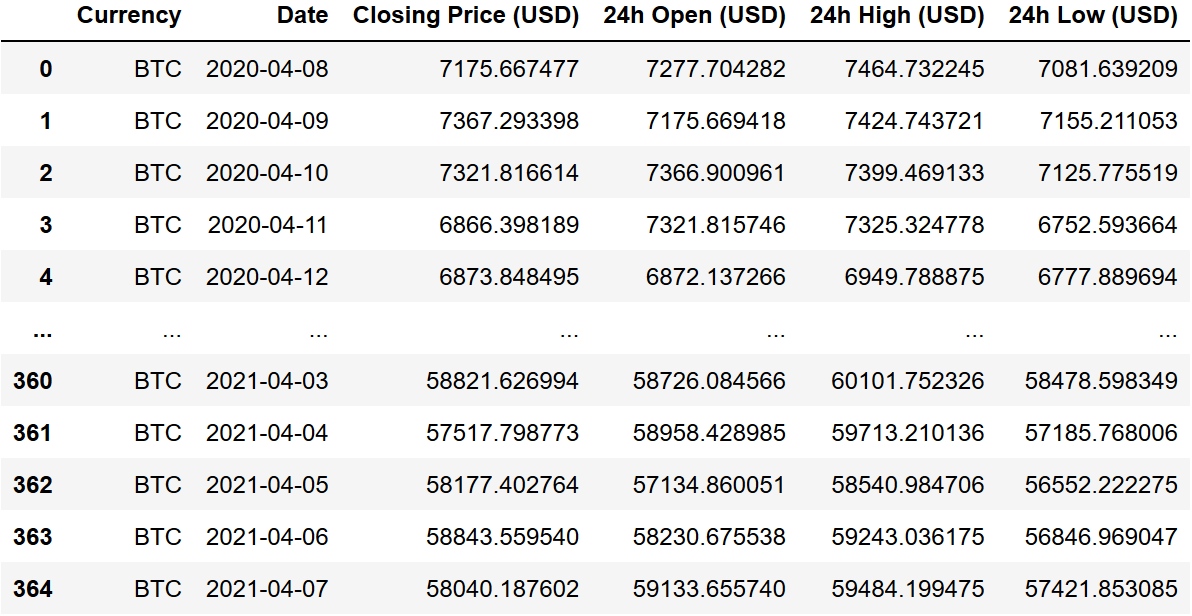 Currency Date Closing Price (USD) 24h Open (USD) 24h High (USD) 24h Low (USD)
0 BTC 2020-04-08 7175.667477 7277.704282 7464.732245 7081.639209
1 BTC 2020-04-09 7367.293398 7175.669418 7424.743721 7155.211053
2 BTC 2020-04-10 7321.816614 7366.900961 7399.469133 7125.775519
3 BTC 2020-04-11 6866.398189 7321.815746 7325.324778 6752.593664
4 BTC 2020-04-12 6873.848495 6872.137266 6949.788875 6777.889694
... ... ... ... ... ... ...
360 BTC 2021-04-03 58821.626994 58726.084566 60101.752326 58478.598349
361 BTC 2021-04-04 57517.798773 58958.428985 59713.210136 57185.768006
362 BTC 2021-04-05 58177.402764 57134.860051 58540.984706 56552.222275
363 BTC 2021-04-06 58843.559540 58230.675538 59243.036175 56846.969047
364 BTC 2021-04-07 58040.187602 59133.655740 59484.199475 57421.853085